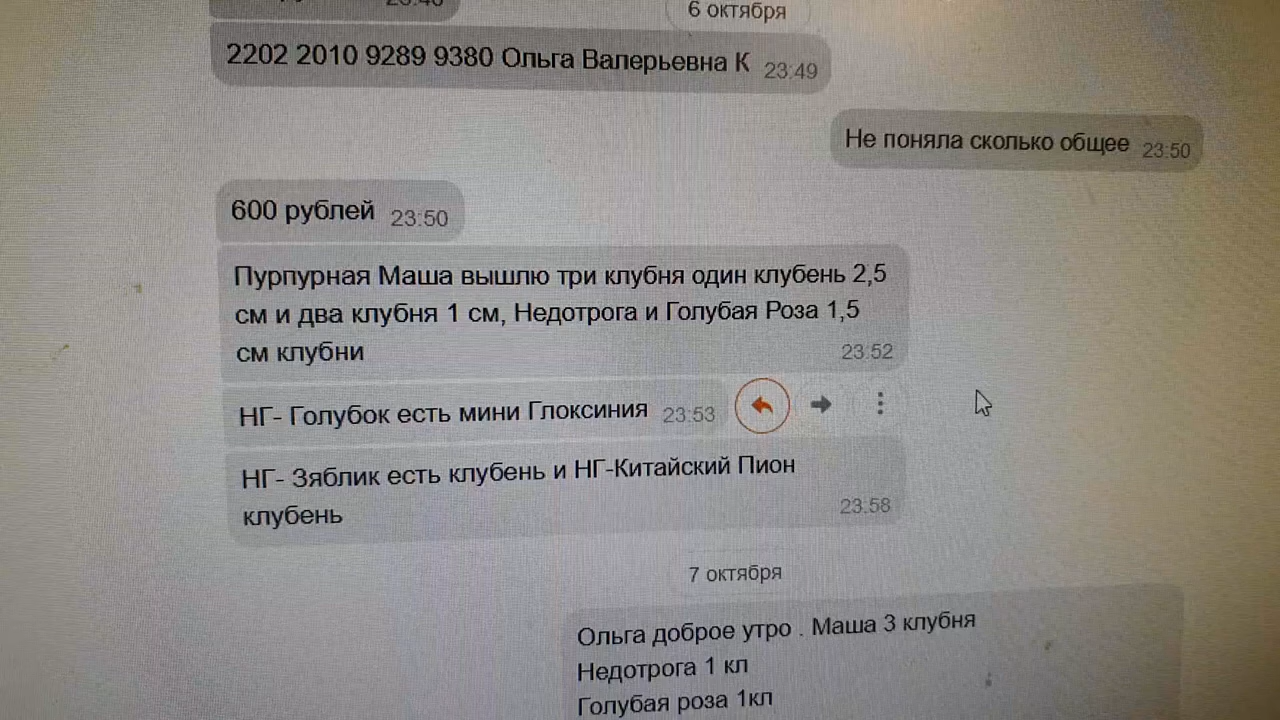 6 октября
2202 2010 9289 9380 Ольга Валерьевна К 23:49
Не поняла сколько общее 23:50
600 рублей 23:50
Пурпурная Маша вышлю три клубня один клубень 2,5
см и два клубня 1 см, Недотрога и Голубая Роза 1,5
см клубни 23:52
НГ- Голубок есть мини Глоксиния 23:53
НГ- Зяблик есть клубень и НГ-Китайский Пион
клубень 23:58
7 октября
Ольга доброе утро . Маша 3 клубня
Недотрога 1 кл
Голубая роза 1кл